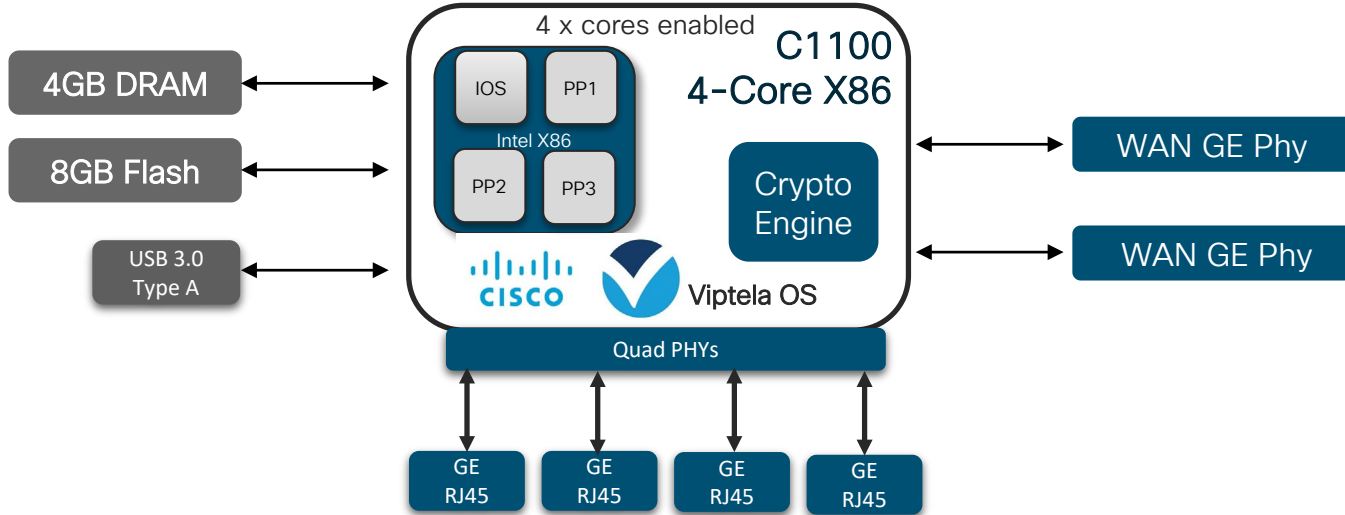 4 x cores enabled
C1100
4-Core X86
4GB DRAM
8GB Flash
USB 3.0
Type A
IOS
PP1
Intel X86
PP2
PP3
Crypto
Engine
CISCO
Viptela OS
WAN GE Phy
WAN GE Phy
Quad PHYs
GE
RJ45
GE
RJ45
GE
RJ45
GE
RJ45